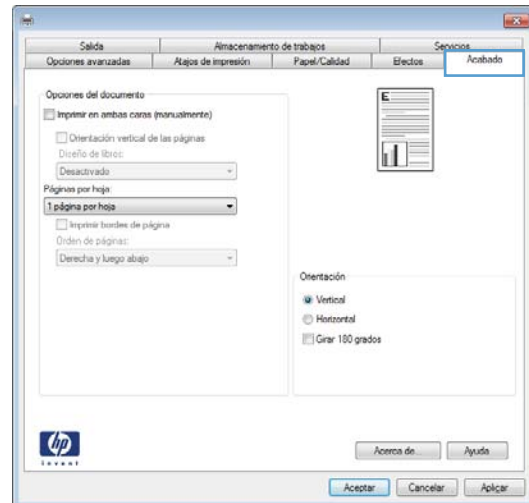 Salida Almacenamiento de trabajos Servicios
Opciones avanzadas Atajos de impresión Papel/Calidad Efectos Acabado
Opciones del documento
Imprimir en ambas caras (manualmente)
Orientación vertical de las páginas
Diseño de libros:
Desactivado
Páginas por hoja:
1 página por hoja
Imprimir bordes de página
Orden de páginas:
Derecha y luego abajo
E
Orientación
Vertical
Horizontal
Girar 180 grados
hp
invent
Acerca de... Ayuda
Aceptar Cancelar Aplicar